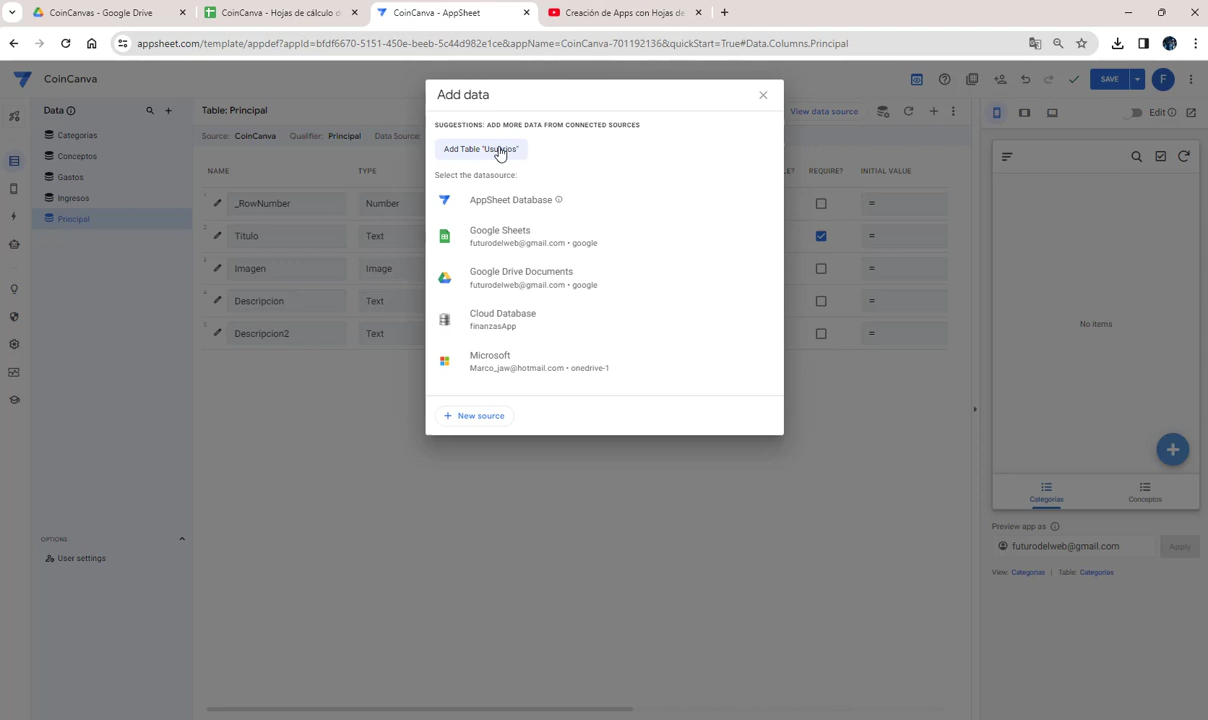 CoinCanvas - Google Drive
CoinCanva - Hojas de cálculo d
CoinCanva - AppSheet
Creación de Apps con Hojas de
appsheet.com/template/appdef?appId=bfdf6670-5151-450e-beeb-5c44d982e1ce&appName=CoinCanva-701192136&quickStart=True#Data.Columns.Principal
CoinCanva
SAVE
F
Data
Categorias
Conceptos
Gastos
Ingresos
Principal
OPTIONS
User settings
Table: Principal
View data source
Source: CoinCanva Qualifier: Principal Data Source:
NAME TYPE REQUIRE? INITIAL VALUE
1 _RowNumber Number =
2 Titulo Text =
3 Imagen Image =
4 Descripcion Text =
5 Descripcion2 Text =
Add data
SUGGESTIONS: ADD MORE DATA FROM CONNECTED SOURCES
Add Table "Usuarios"
Select the datasource:
AppSheet Database
Google Sheets
futurodelweb@gmail.com • google
Google Drive Documents
futurodelweb@gmail.com • google
Cloud Database
finanzasApp
Microsoft
Marco_jaw@hotmail.com • onedrive-1
+ New source
Edit
No items
Categorias
Conceptos
Preview app as
futurodelweb@gmail.com
Apply
View: Categorias | Table: Categorias